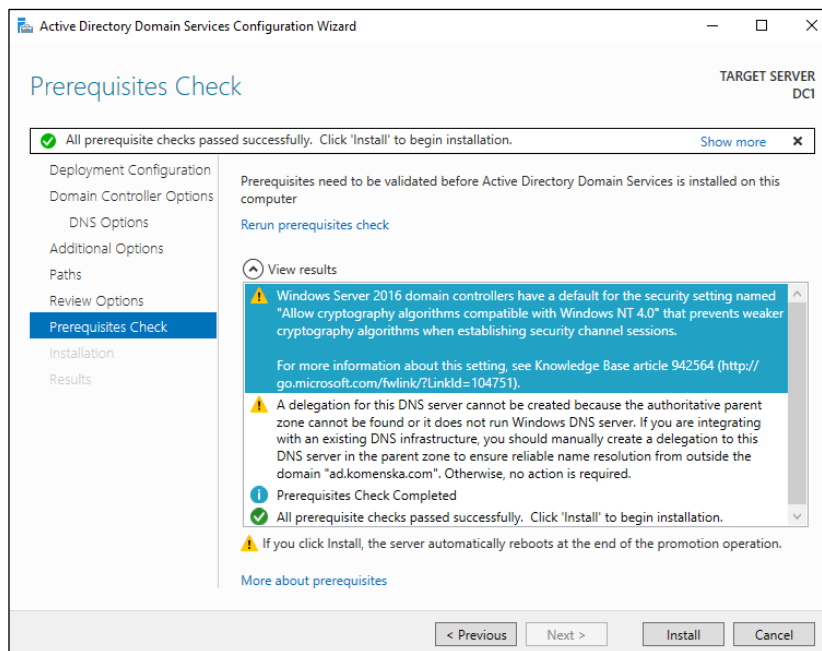 Active Directory Domain Services Configuration Wizard
Prerequisites Check
TARGET SERVER
DC1
All prerequisite checks passed successfully.  Click 'Install' to begin installation.
Show more
Deployment Configuration
Domain Controller Options
DNS Options
Additional Options
Paths
Review Options
Prerequisites Check
Installation
Results
Prerequisites need to be validated before Active Directory Domain Services is installed on this
computer
Rerun prerequisites check
View results
Windows Server 2016 domain controllers have a default for the security setting named
"Allow cryptography algorithms compatible with Windows NT 4.0" that prevents weaker
cryptography algorithms when establishing security channel sessions.
For more information about this setting, see Knowledge Base article 942564 (http://
go.microsoft.com/fwlink/?LinkId=104751).
A delegation for this DNS server cannot be created because the authoritative parent
zone cannot be found or it does not run Windows DNS server. If you are integrating
with an existing DNS infrastructure, you should manually create a delegation to this
DNS server in the parent zone to ensure reliable name resolution from outside the
domain "ad.komenska.com". Otherwise, no action is required.
Prerequisites Check Completed
All prerequisite checks passed successfully.  Click 'Install' to begin installation.
If you click Install, the server automatically reboots at the end of the promotion operation.
More about prerequisites
< Previous
Next >
Install
Cancel